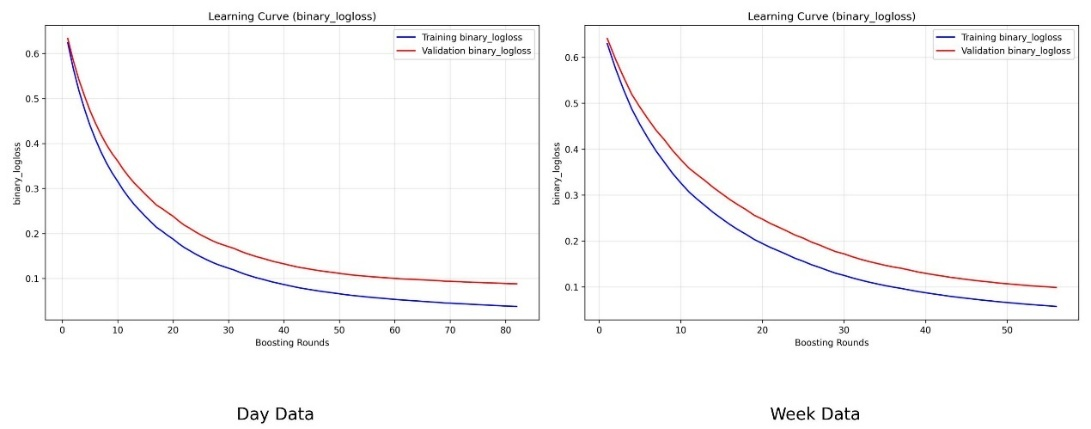 Learning Curve (binary_logloss)
Training binary_logloss
Validation binary_logloss
binary_logloss
0.6
0.5
0.4
0.3
0.2
0.1
0 10 20 30 40 50 60 70 80
Boosting Rounds
Day Data
Learning Curve (binary_logloss)
Training binary_logloss
Validation binary_logloss
binary_logloss
0.6
0.5
0.4
0.3
0.2
0.1
0 10 20 30 40 50
Boosting Rounds
Week Data